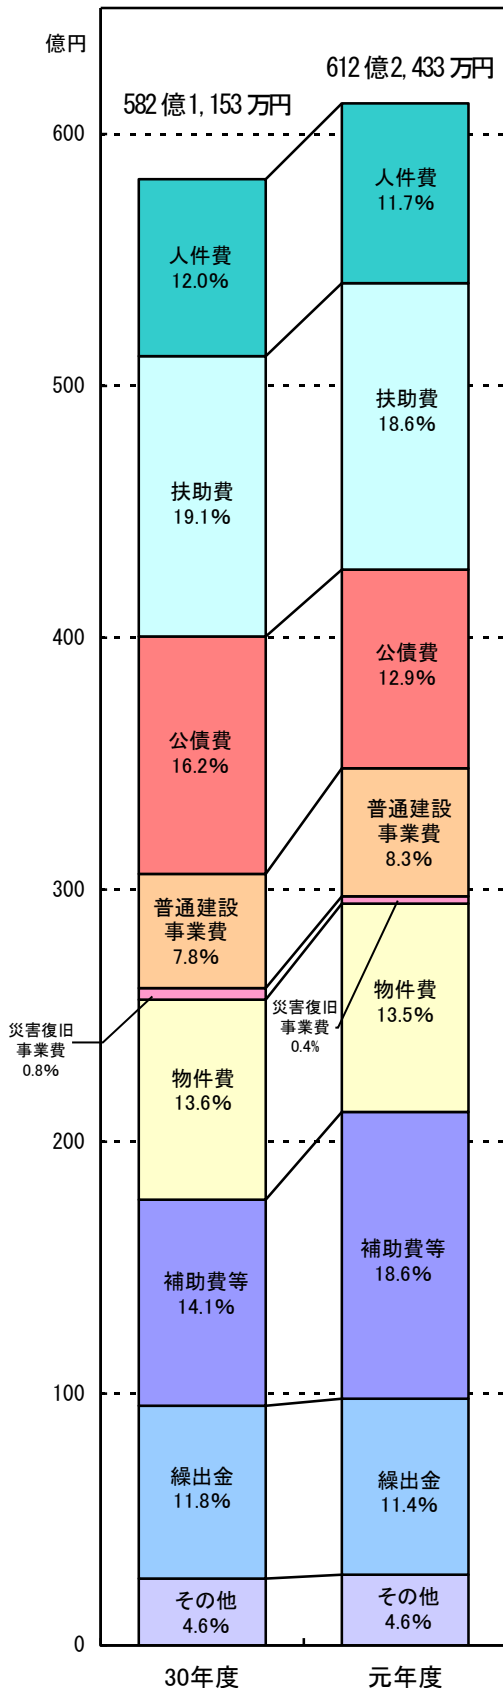 億円
582億1,153万円
612億2,433万円
600
500
400
300
200
100
0
人件費
12.0%
扶助費
19.1%
公債費
16.2%
普通建設
事業費
7.8%
災害復旧
事業費
0.8%
物件費
13.6%
補助費等
14.1%
繰出金
11.8%
その他
4.6%
30年度
人件費
11.7%
扶助費
18.6%
公債費
12.9%
普通建設
事業費
8.3%
災害復旧
事業費
0.4%
物件費
13.5%
補助費等
18.6%
繰出金
11.4%
その他
4.6%
元年度